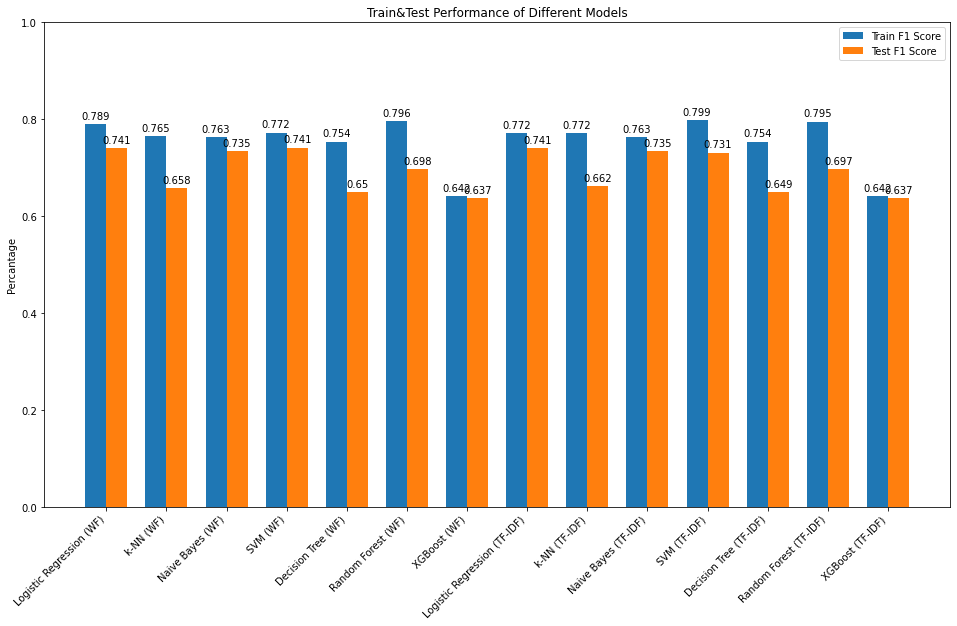 Train&Test Performance of Different Models
Train F1 Score
Test F1 Score
Percantage
1.0
0.8
0.6
0.4
0.2
0.0
0.789
0.741
0.765
0.658
0.763
0.735
0.772
0.741
0.754
0.65
0.796
0.698
0.642
0.637
0.772
0.741
0.772
0.662
0.763
0.735
0.799
0.731
0.754
0.649
0.795
0.697
0.642
0.637
Logistic Regression (WF)
k-NN (WF)
Naive Bayes (WF)
SVM (WF)
Decision Tree (WF)
Random Forest (WF)
XGBoost (WF)
Logistic Regression (TF-IDF)
k-NN (TF-IDF)
Naive Bayes (TF-IDF)
SVM (TF-IDF)
Decision Tree (TF-IDF)
Random Forest (TF-IDF)
XGBoost (TF-IDF)